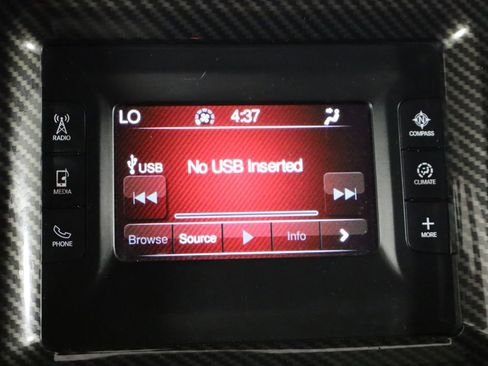 LO 4:37
RADIO
COMPASS
USB No USB Inserted
MEDIA
CLIMATE
PHONE
Browse Source Info
MORE